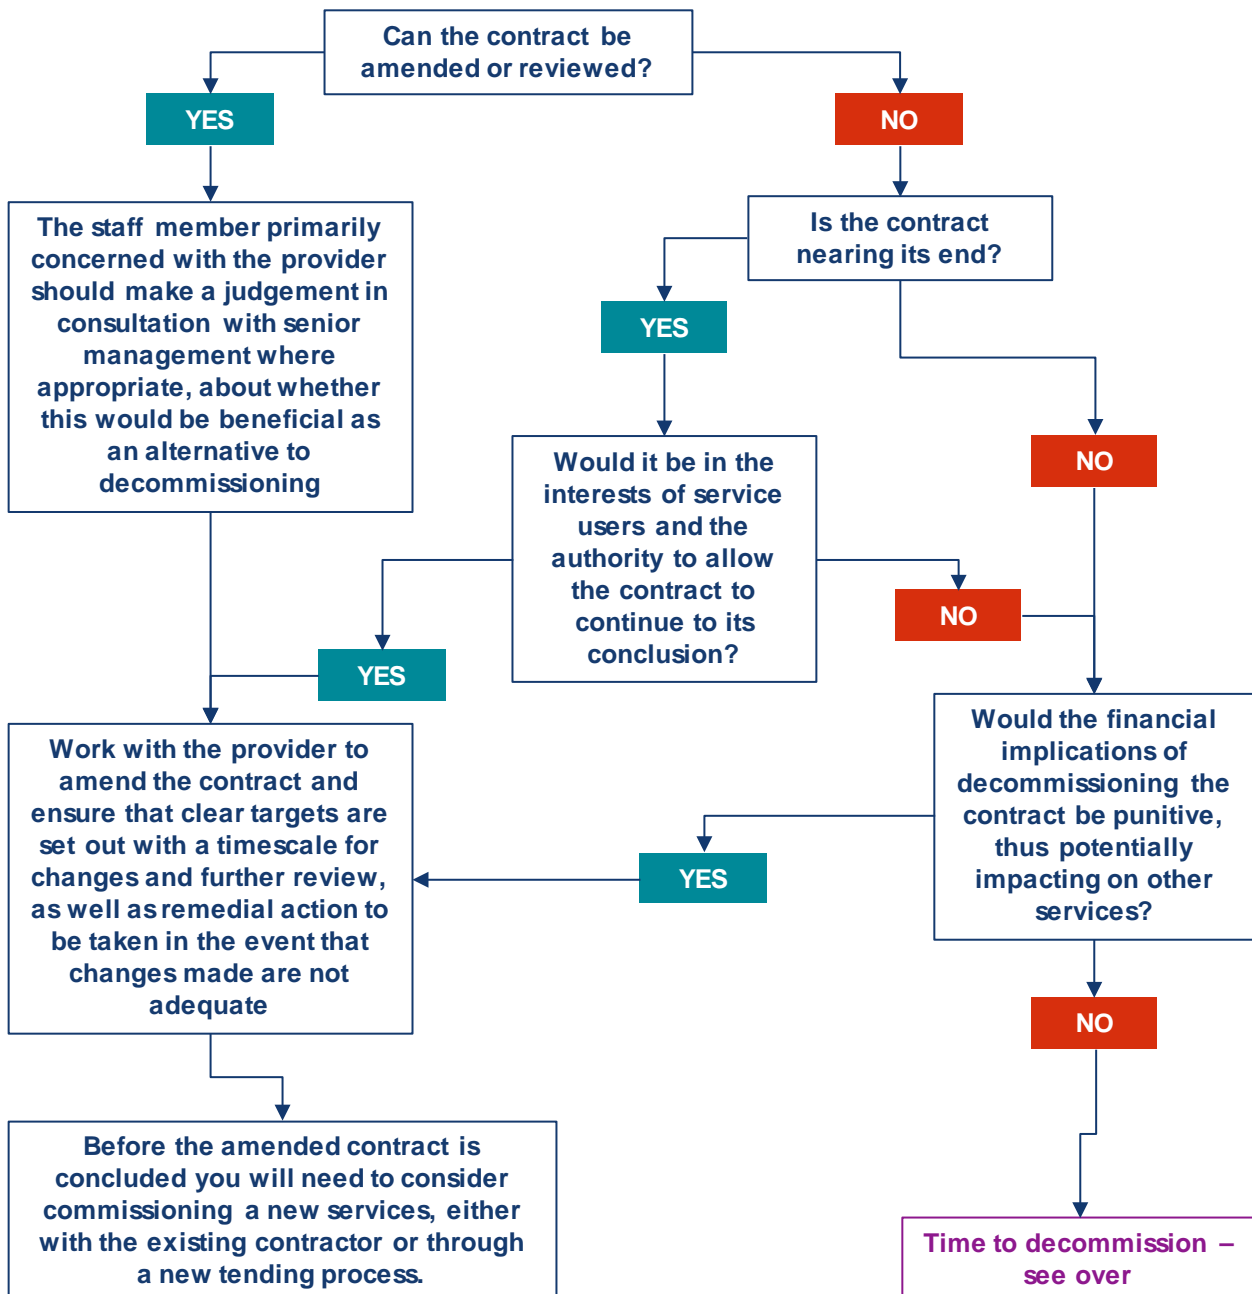 Can the contract be
amended or reviewed?
YES
NO
The staff member primarily
concerned with the provider
should make a judgement in
consultation with senior
management where
appropriate, about whether
this would be beneficial as
an alternative to
decommissioning
Is the contract
nearing its end?
YES
NO
Would it be in the
interests of service
users and the
authority to allow
the contract to
continue to its
conclusion?
YES
NO
Work with the provider to
amend the contract and
ensure that clear targets are
set out with a timescale for
changes and further review,
as well as remedial action to
be taken in the event that
changes made are not
adequate
Would the financial
implications of
decommissioning the
contract be punitive,
thus potentially
impacting on other
services?
YES
NO
Before the amended contract is
concluded you will need to consider
commissioning a new services, either
with the existing contractor or through
a new tending process.
Time to decommission –
see over